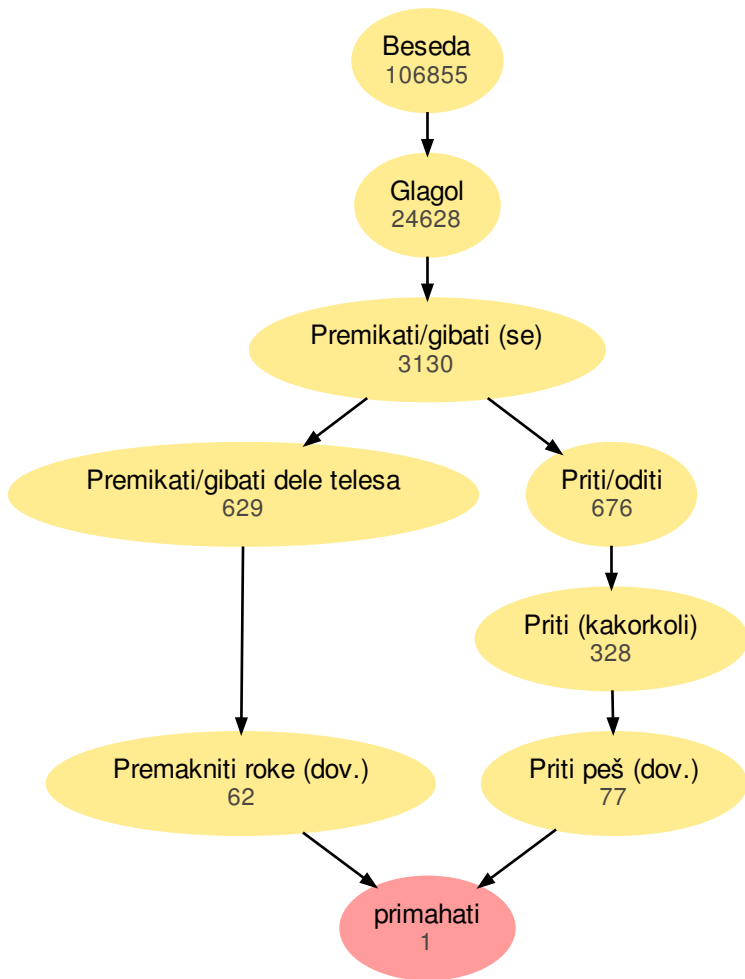 Beseda
106855
Glagol
24628
Premikati/gibati (se)
3130
Premikati/gibati dele telesa
629
Priti/oditi
676
Priti (kakorkoli)
328
Premakniti roke (dov.)
62
Priti peš (dov.)
77
primahati
1